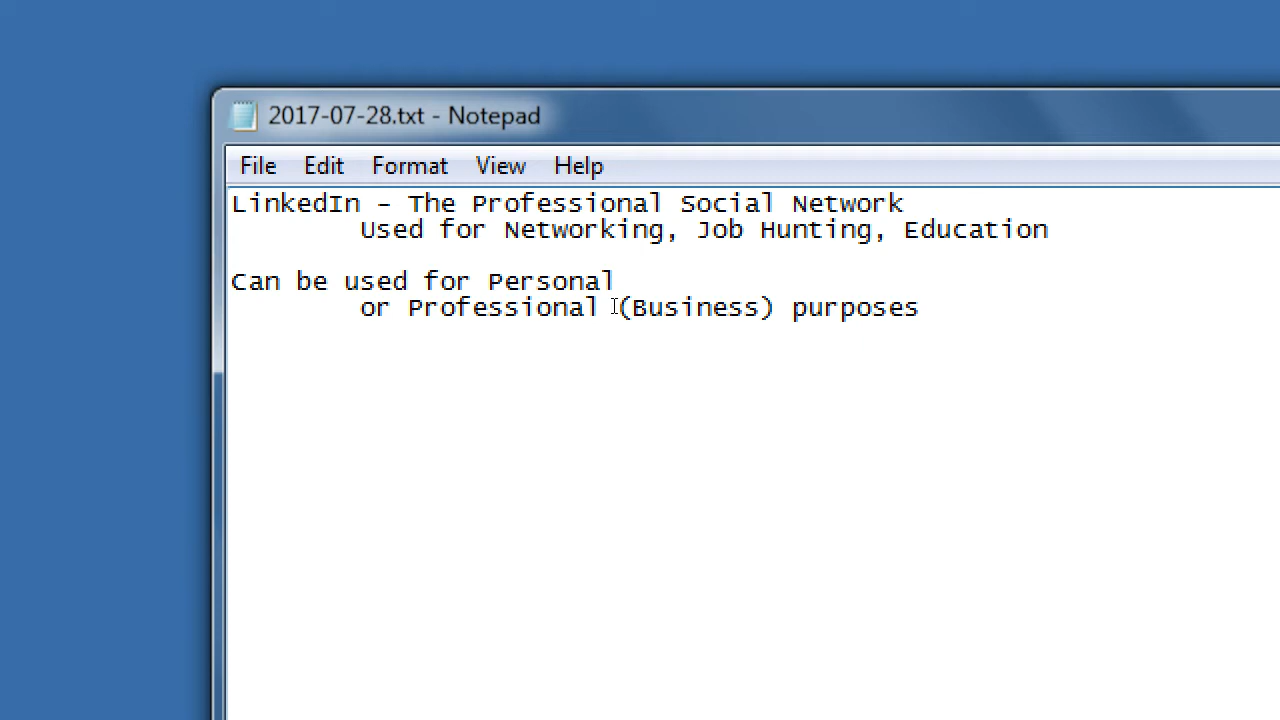 2017-07-28.txt - Notepad
File Edit Format View Help
LinkedIn - The Professional Social Network
Used for Networking, Job Hunting, Education
Can be used for Personal
or Professional (Business) purposes